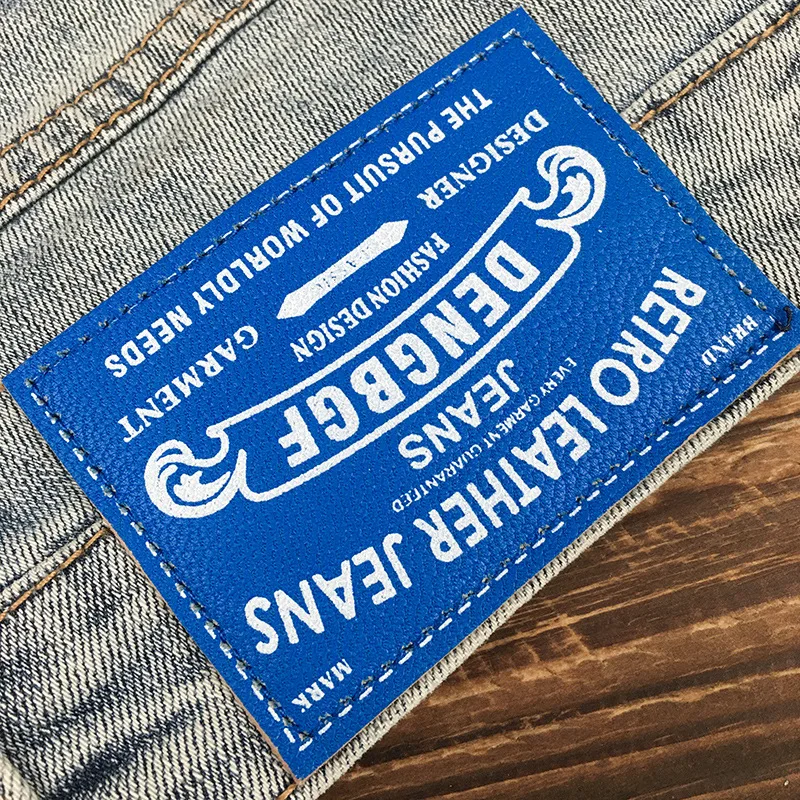 BRAND MARK
RETRO LEATHER JEANS
EVERY GARMENT GUARANTEED
JEANS
DENGBGF
FASHION DESIGN
CLASSIC
DESIGNER GARMENT
THE PURSUIT OF WORLDLY NEEDS